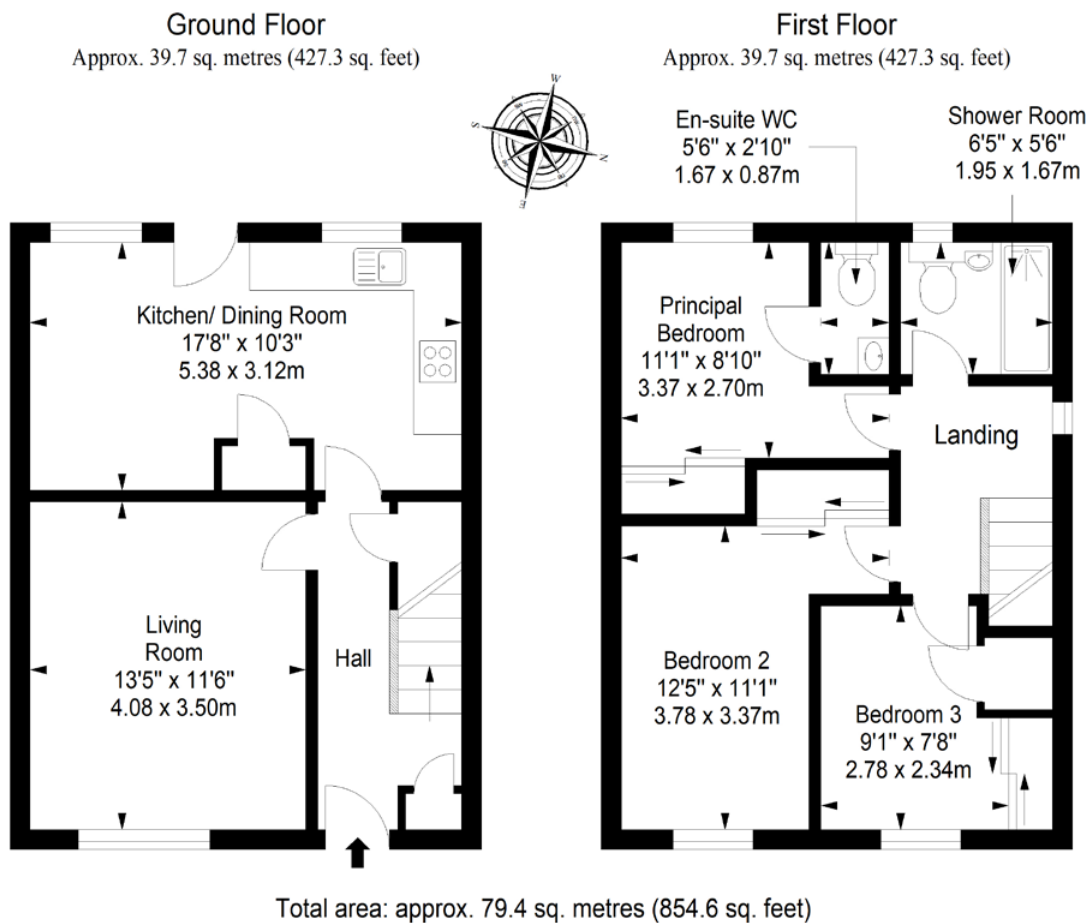 Ground Floor
Approx. 39.7 sq. metres (427.3 sq. feet)
First Floor
Approx. 39.7 sq. metres (427.3 sq. feet)
W
S
N
E
En-suite WC
5'6" x 2'10"
1.67 x 0.87m
Shower Room
6'5" x 5'6"
1.95 x 1.67m
Kitchen/ Dining Room
17'8" x 10'3"
5.38 x 3.12m
Principal
Bedroom
11'1" x 8'10"
3.37 x 2.70m
Landing
Living
Room
13'5" x 11'6"
4.08 x 3.50m
Hall
Bedroom 2
12'5" x 11'1"
3.78 x 3.37m
Bedroom 3
9'1" x 7'8"
2.78 x 2.34m
Total area: approx. 79.4 sq. metres (854.6 sq. feet)